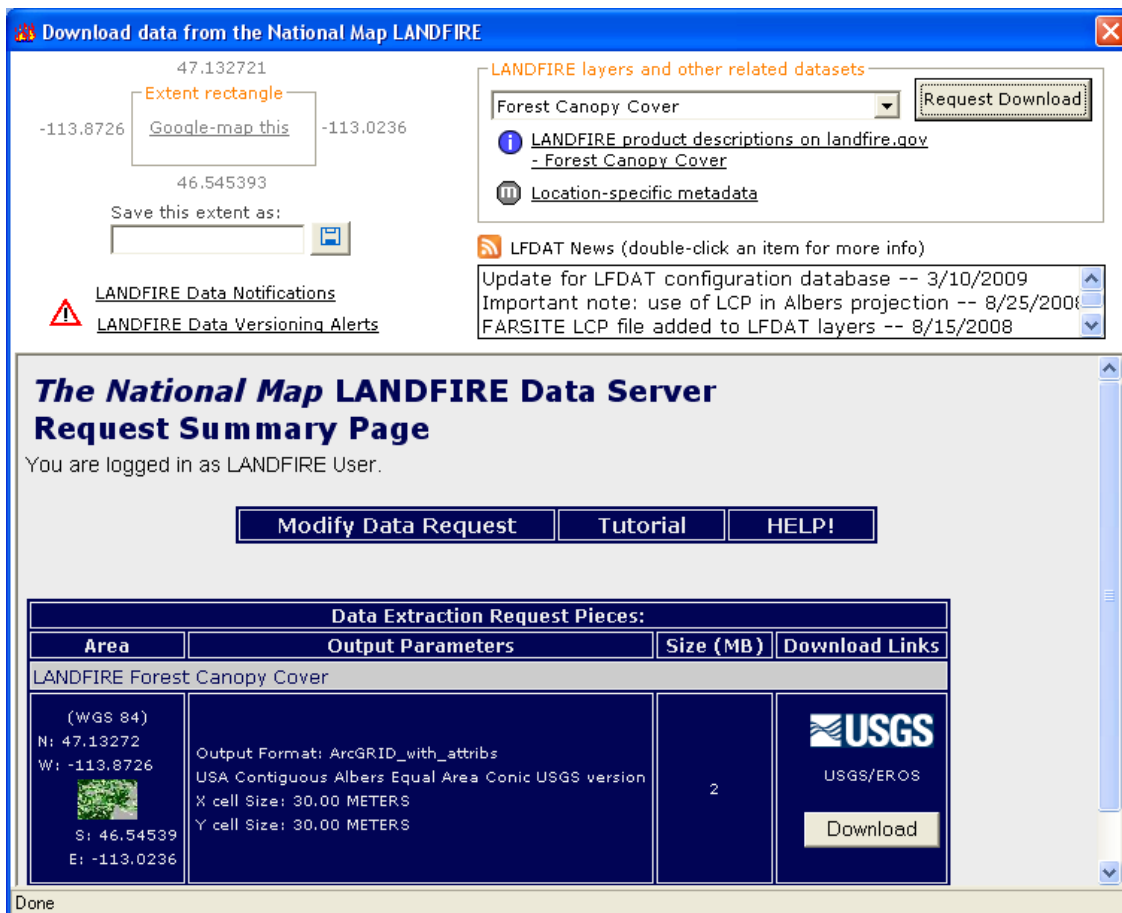 Download data from the National Map LANDFIRE
47.132721
Extent rectangle
-113.8726
Google-map this
-113.0236
46.545393
Save this extent as:
LANDFIRE Data Notifications
LANDFIRE Data Versioning Alerts
LANDFIRE layers and other related datasets
Forest Canopy Cover
Request Download
i
LANDFIRE product descriptions on landfire.gov
- Forest Canopy Cover
m
Location-specific metadata
LFDAT News (double-click an item for more info)
Update for LFDAT configuration database -- 3/10/2009
Important note: use of LCP in Albers projection -- 8/25/2008
FARSITE LCP file added to LFDAT layers -- 8/15/2008
The National Map LANDFIRE Data Server
Request Summary Page
You are logged in as LANDFIRE User.
Modify Data Request
Tutorial
HELP!
Data Extraction Request Pieces:
Area
Output Parameters
Size (MB)
Download Links
LANDFIRE Forest Canopy Cover
(WGS 84)
N: 47.13272
W: -113.8726
S: 46.54539
E: -113.0236
Output Format: ArcGRID_with_attribs
USA Contiguous Albers Equal Area Conic USGS version
X cell Size: 30.00 METERS
Y cell Size: 30.00 METERS
2
USGS
USGS/EROS
Download
Done